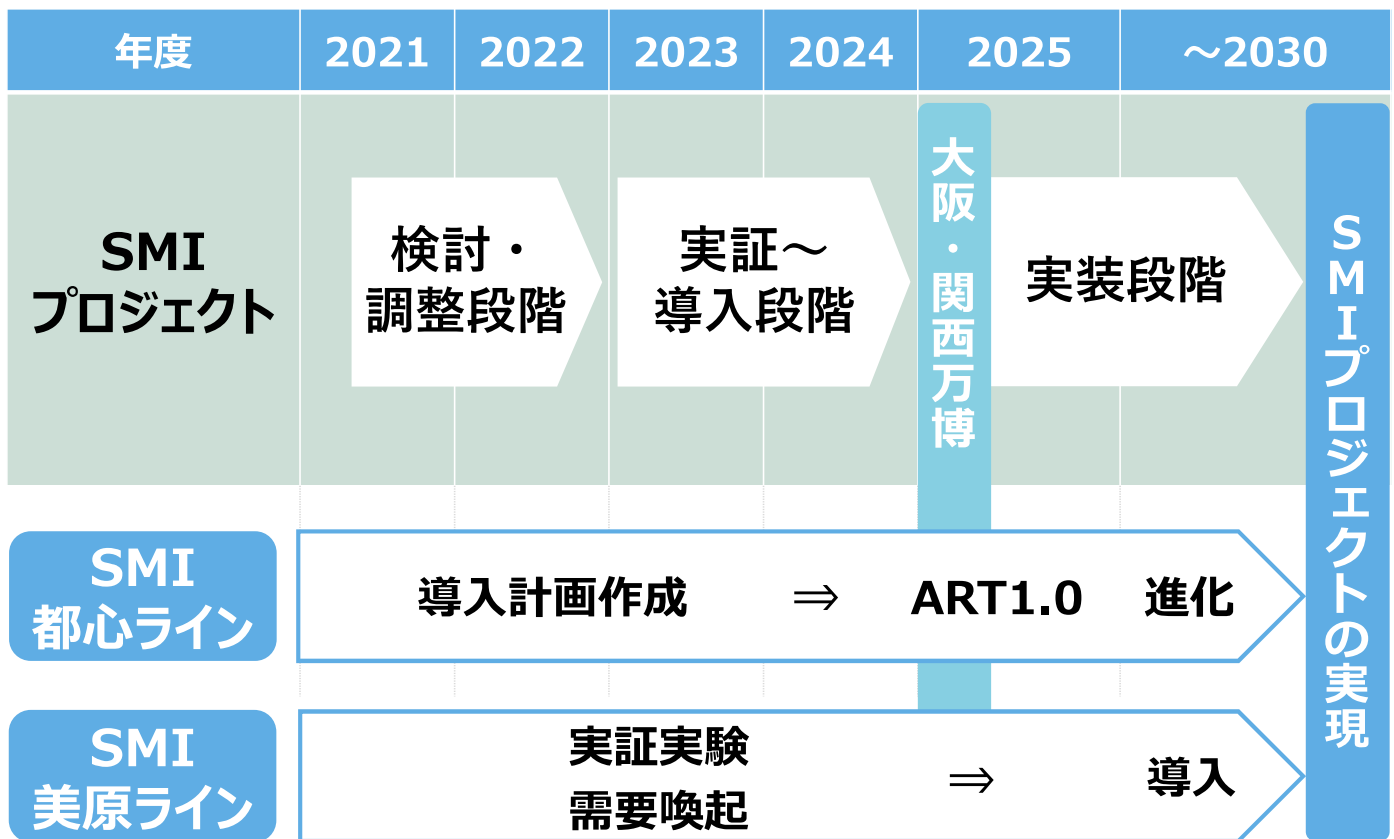 年度 2021 2022 2023 2024 2025 ～2030
SMI
プロジェクト
検討・
調整段階
実証～
導入段階
大阪・関西万博
実装段階
SMIプロジェクトの実現
SMI
都心ライン
導入計画作成 ⇒ ART1.0 進化
SMI
美原ライン
実証実験
需要喚起
⇒ 導入